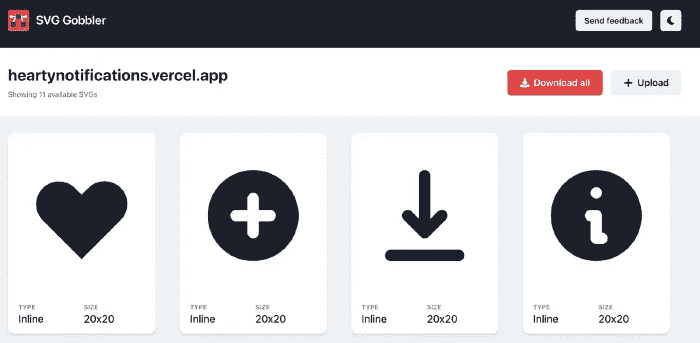 SVG Gobbler
Send feedback
heartynotifications.vercel.app
Showing 11 available SVGs
Download all
Upload
TYPE SIZE
Inline 20x20
TYPE SIZE
Inline 20x20
TYPE SIZE
Inline 20x20
TYPE SIZE
Inline 20x20